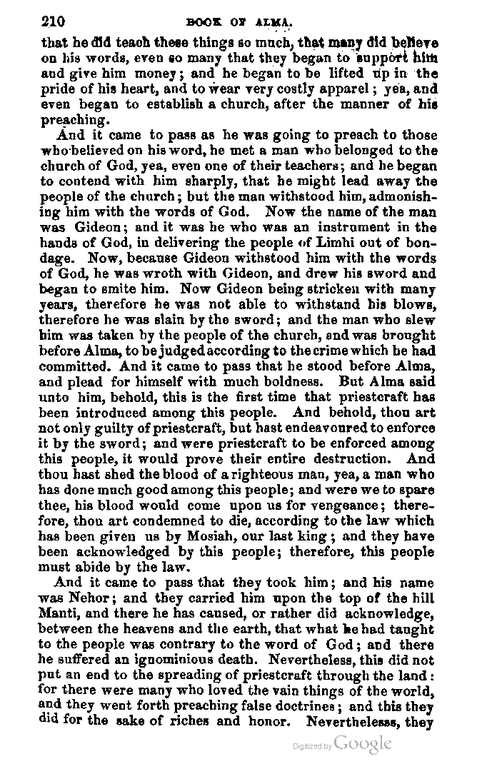 210 BOOK OF ALMA.
that he did teach these things so much, that many did believe
on his words, even so many that they began to support him
and give him money; and he began to be lifted up in the
pride of his heart, and to wear very costly apparel; yea, and
even began to establish a church, after the manner of his
preaching.
And it came to pass as he was going to preach to those
who believed on his word, he met a man who belonged to the
church of God, yea, even one of their teachers; and he began
to contend with him sharply, that he might lead away the
people of the church; but the man withstood him, admonish-
ing him with the words of God. Now the name of the man
was Gideon; and it was he who was an instrument in the
hands of God, in delivering the people of Limhi out of bon-
dage. Now, because Gideon withstood him with the words
of God, he was wroth with Gideon, and drew his sword and
began to smite him. Now Gideon being stricken with many
years, therefore he was not able to withstand his blows,
therefore he was slain by the sword; and the man who slew
him was taken by the people of the church, and was brought
before Alma, to be judged according to the crime which he had
committed. And it came to pass that he stood before Alma,
and plead for himself with much boldness. But Alma said
unto him, behold, this is the first time that priestcraft has
been introduced among this people. And behold, thou art
not only guilty of priestcraft, but hast endeavoured to enforce
it by the sword; and were priestcraft to be enforced among
this people, it would prove their entire destruction. And
thou hast shed the blood of a righteous man, yea, a man who
has done much good among this people; and were we to spare
thee, his blood would come upon us for vengeance; there-
fore, thou art condemned to die, according to the law which
has been given us by Mosiah, our last king; and they have
been acknowledged by this people; therefore, this people
must abide by the law.
And it came to pass that they took him; and his name
was Nehor; and they carried him upon the top of the hill
Manti, and there he has caused, or rather did acknowledge,
between the heavens and the earth, that what he had taught
to the people was contrary to the word of God; and there
he suffered an ignominious death. Nevertheless, this did not
put an end to the spreading of priestcraft through the land:
for there were many who loved the vain things of the world,
and they went forth preaching false doctrines; and this they
did for the sake of riches and honor. Nevertheless, they
Digitized by Google